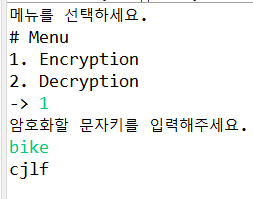 메뉴를 선택하세요.
# Menu
1. Encryption
2. Decryption
-> 1
암호화할 문자키를 입력해주세요.
bike
cjlf